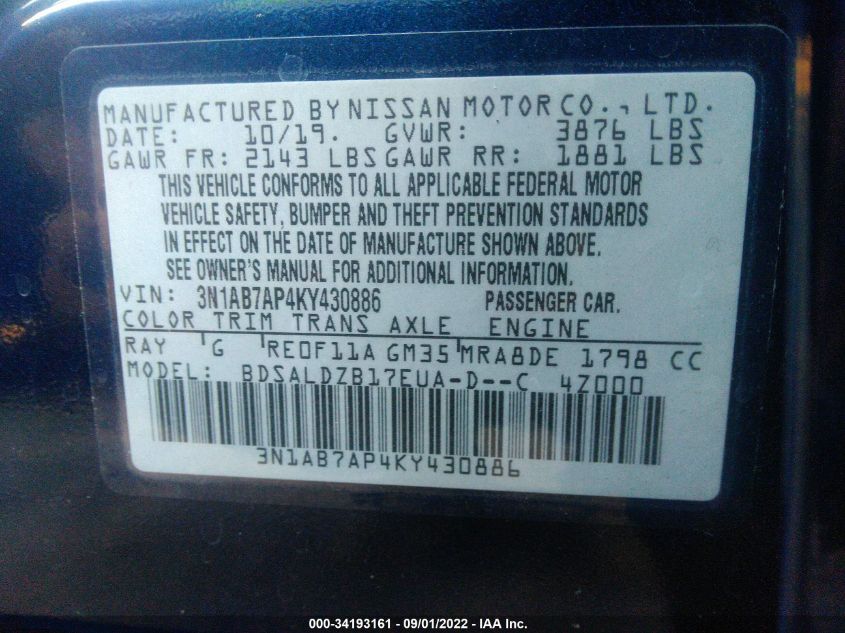 MANUFACTURED BY NISSAN MOTOR CO., LTD.
DATE: 10/19. GVWR: 3876 LBS
GAWR FR: 2143 LBS GAWR RR: 1881 LBS
THIS VEHICLE CONFORMS TO ALL APPLICABLE FEDERAL MOTOR
VEHICLE SAFETY, BUMPER AND THEFT PREVENTION STANDARDS
IN EFFECT ON THE DATE OF MANUFACTURE SHOWN ABOVE.
SEE OWNER'S MANUAL FOR ADDITIONAL INFORMATION.
VIN: 3N1AB7AP4KY430886 PASSENGER CAR.
COLOR TRIM TRANS AXLE ENGINE
RAY G RE0F11A GM35 MRA8DE 1798 CC
MODEL: BDSALDZB17EUA-D--C 4Z000
3N1AB7AP4KY430886
000-34193161 - 09/01/2022 - IAA Inc.